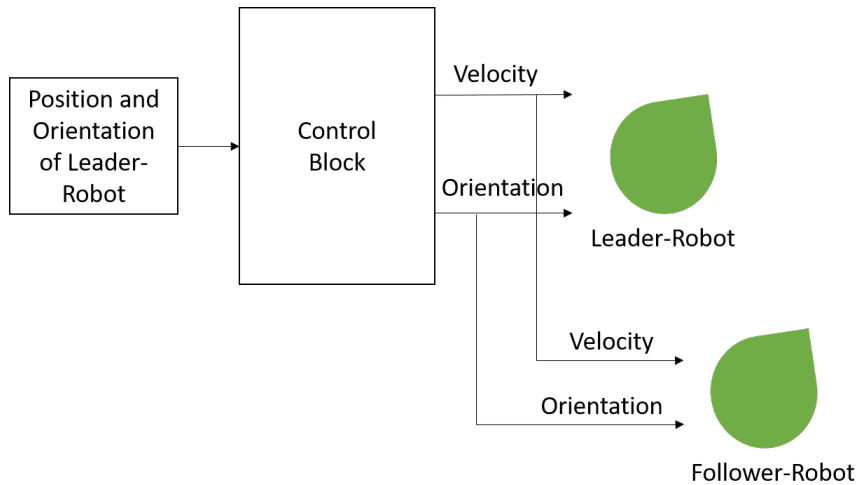 Position and
Orientation
of Leader-
Robot
Control
Block
Velocity
Orientation
Leader-Robot
Velocity
Orientation
Follower-Robot